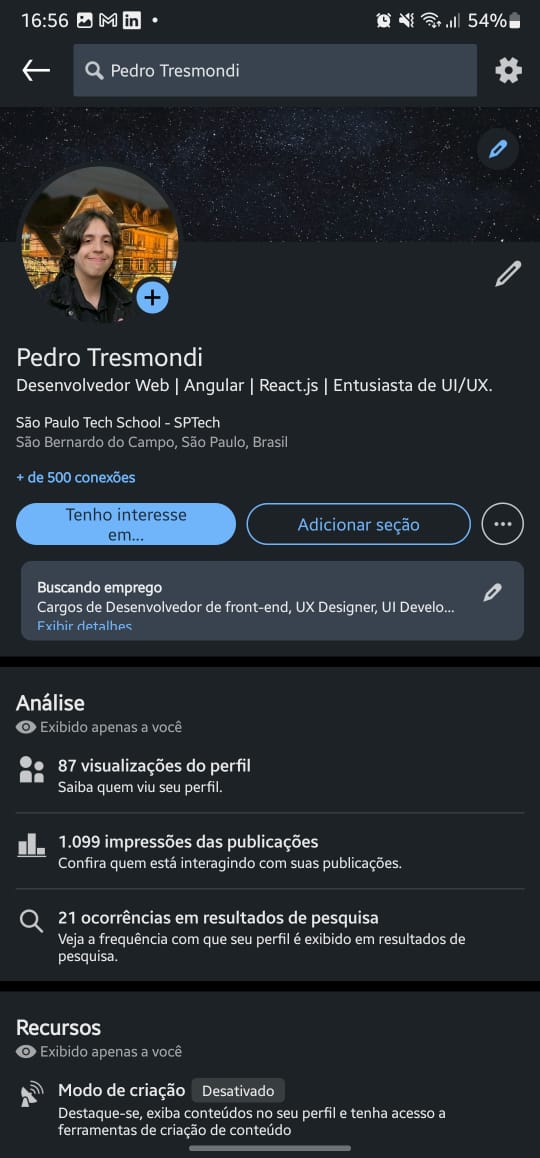 16:56
54%
Pedro Tresmondi
Pedro Tresmondi
Desenvolvedor Web | Angular | React.js | Entusiasta de UI/UX.
São Paulo Tech School - SPTech
São Bernardo do Campo, São Paulo, Brasil
+ de 500 conexões
Tenho interesse
em...
Adicionar seção
Buscando emprego
Cargos de Desenvolvedor de front-end, UX Designer, UI Develo...
Exibir detalhes
Análise
Exibido apenas a você
87 visualizações do perfil
Saiba quem viu seu perfil.
1.099 impressões das publicações
Confira quem está interagindo com suas publicações.
21 ocorrências em resultados de pesquisa
Veja a frequência com que seu perfil é exibido em resultados de
pesquisa.
Recursos
Exibido apenas a você
Modo de criação Desativado
Destaque-se, exiba conteúdos no seu perfil e tenha acesso a
ferramentas de criação de conteúdo